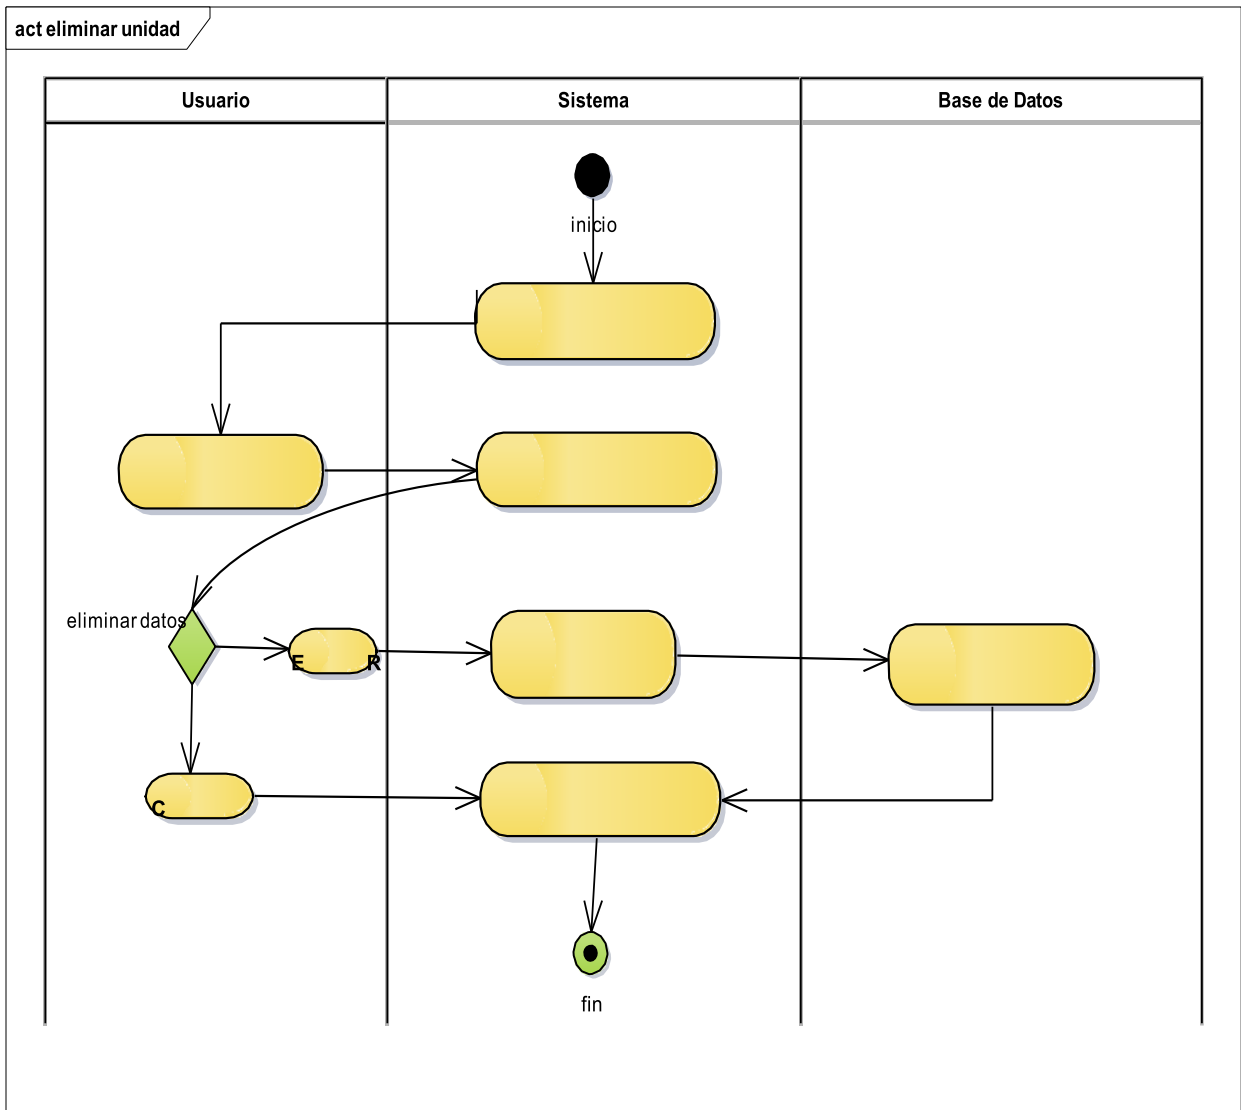 act eliminar unidad
Usuario
Sistema
Base de Datos
inicio
eliminar datos
E R
C
fin